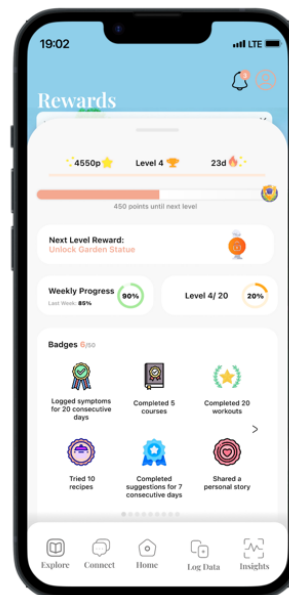 19:02
LTE
3
Rewards
4550p
Level 4
23d
450 points until next level
Next Level Reward:
Unlock Garden Statue
Weekly Progress
Last Week: 85%
90%
Level 4/ 20
20%
Badges 6/50
Logged symptoms
for 20 consecutive
days
Completed 5
courses
Completed 20
workouts
>
Tried 10
recipes
Completed
suggestions for 7
consecutive days
Shared a
personal story
Explore
Connect
Home
Log Data
Insights